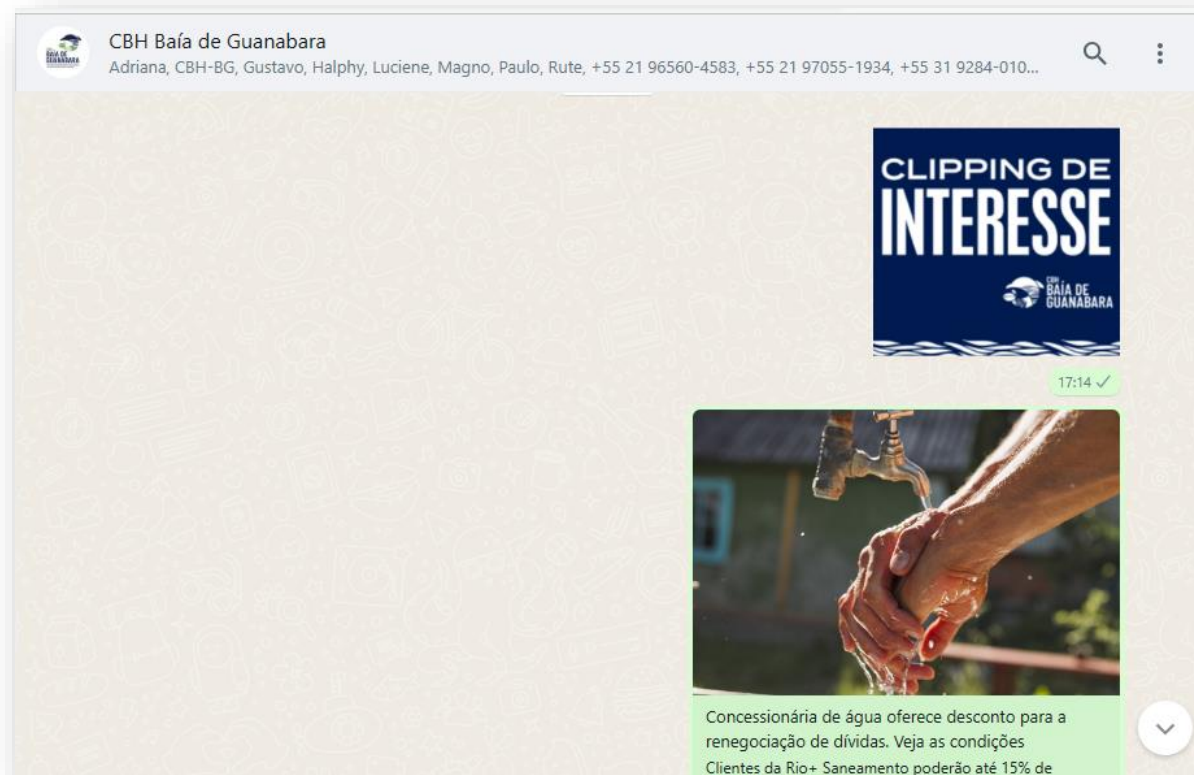 CBH Baía de Guanabara
Adriana, CBH-BG, Gustavo, Halphy, Luciene, Magno, Paulo, Rute, +55 21 96560-4583, +55 21 97055-1934, +55 31 9284-010...
CLIPPING DE
INTERESSE
CBH
BAÍA DE
GUANABARA
17:14
Concessionária de água oferece desconto para a
renegociação de dívidas. Veja as condições
Clientes da Rio+ Saneamento poderão até 15% de